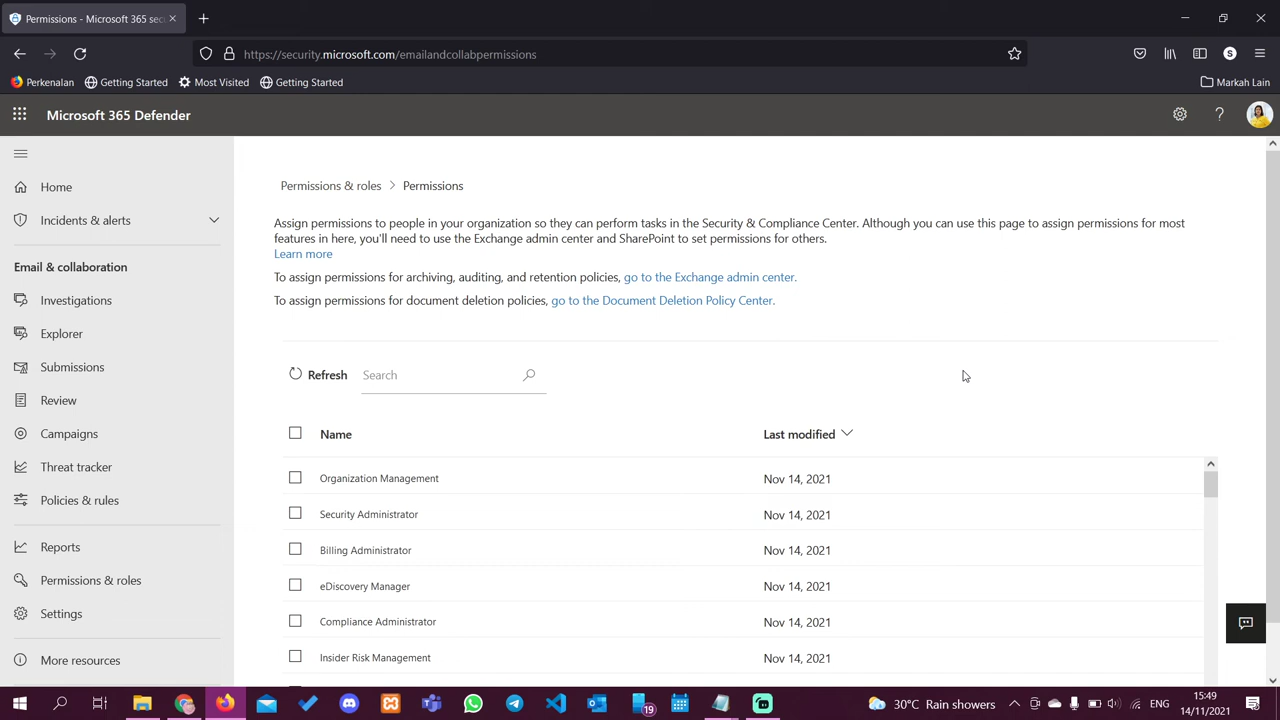 Permissions - Microsoft 365 sec
https://security.microsoft.com/emailandcollabpermissions
Perkenalan
Getting Started
Most Visited
Getting Started
Markah Lain
Microsoft 365 Defender
Home
Incidents & alerts
Email & collaboration
Investigations
Explorer
Submissions
Review
Campaigns
Threat tracker
Policies & rules
Reports
Permissions & roles
Settings
More resources
Permissions & roles > Permissions
Assign permissions to people in your organization so they can perform tasks in the Security & Compliance Center. Although you can use this page to assign permissions for most
features in here, you'll need to use the Exchange admin center and SharePoint to set permissions for others.
Learn more
To assign permissions for archiving, auditing, and retention policies, go to the Exchange admin center.
To assign permissions for document deletion policies, go to the Document Deletion Policy Center.
Refresh Search
Name Last modified
Organization Management Nov 14, 2021
Security Administrator Nov 14, 2021
Billing Administrator Nov 14, 2021
eDiscovery Manager Nov 14, 2021
Compliance Administrator Nov 14, 2021
Insider Risk Management Nov 14, 2021
19
30°C Rain showers
ENG
15:49
14/11/2021